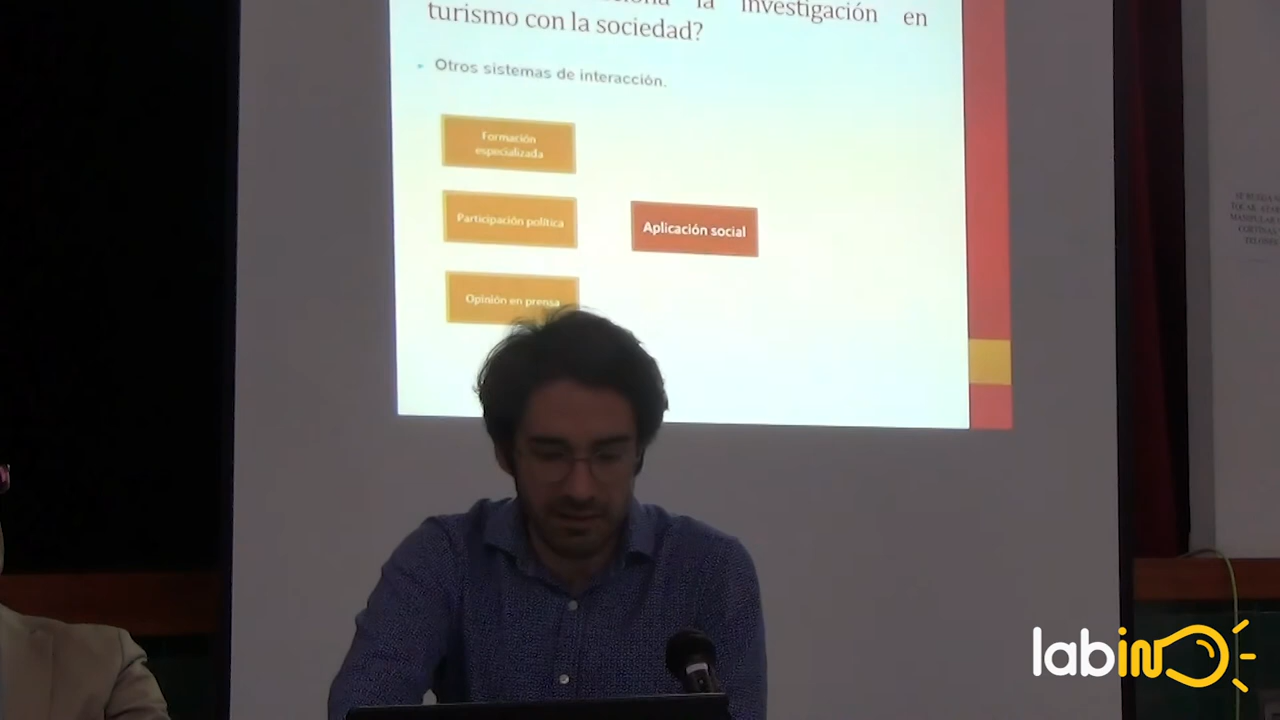 la investigación en
turismo con la sociedad?
Otros sistemas de interacción.
Formación
especializada
Participación política
Aplicación social
Opinión en prensa
labin